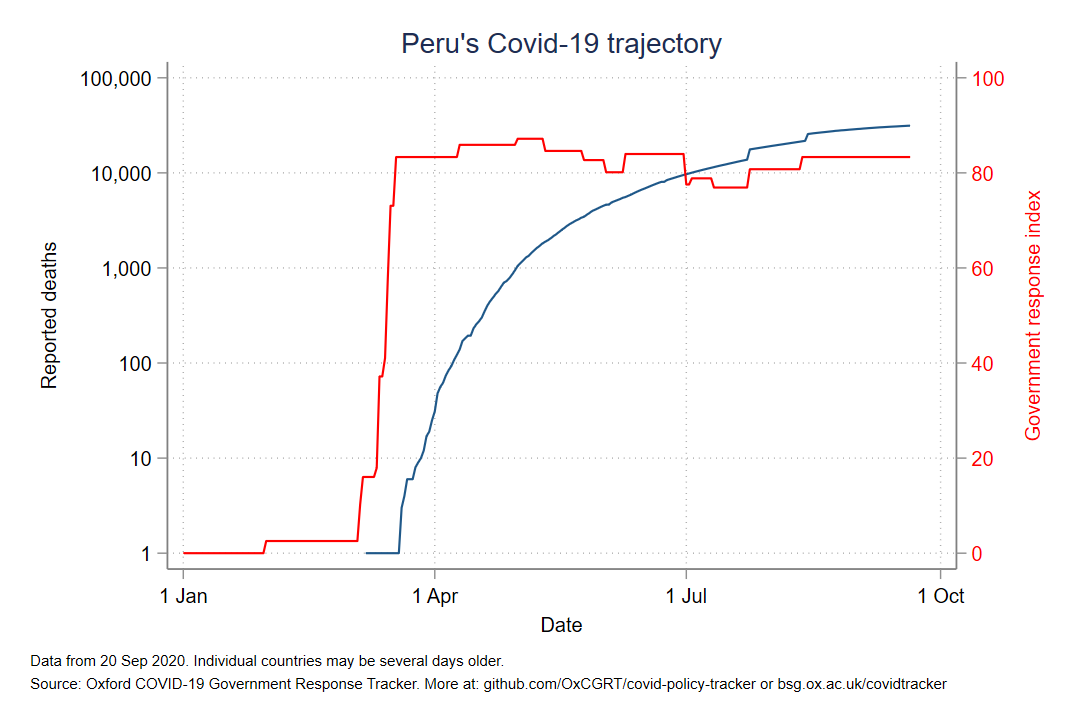 Peru's Covid-19 trajectory
100,000
10,000
1,000
100
10
1
Reported deaths
100
80
60
40
20
0
Government response index
1 Jan
1 Apr
1 Jul
1 Oct
Date
Data from 20 Sep 2020. Individual countries may be several days older.
Source: Oxford COVID-19 Government Response Tracker. More at: github.com/OxCGRT/covid-policy-tracker or bsg.ox.ac.uk/covidtracker